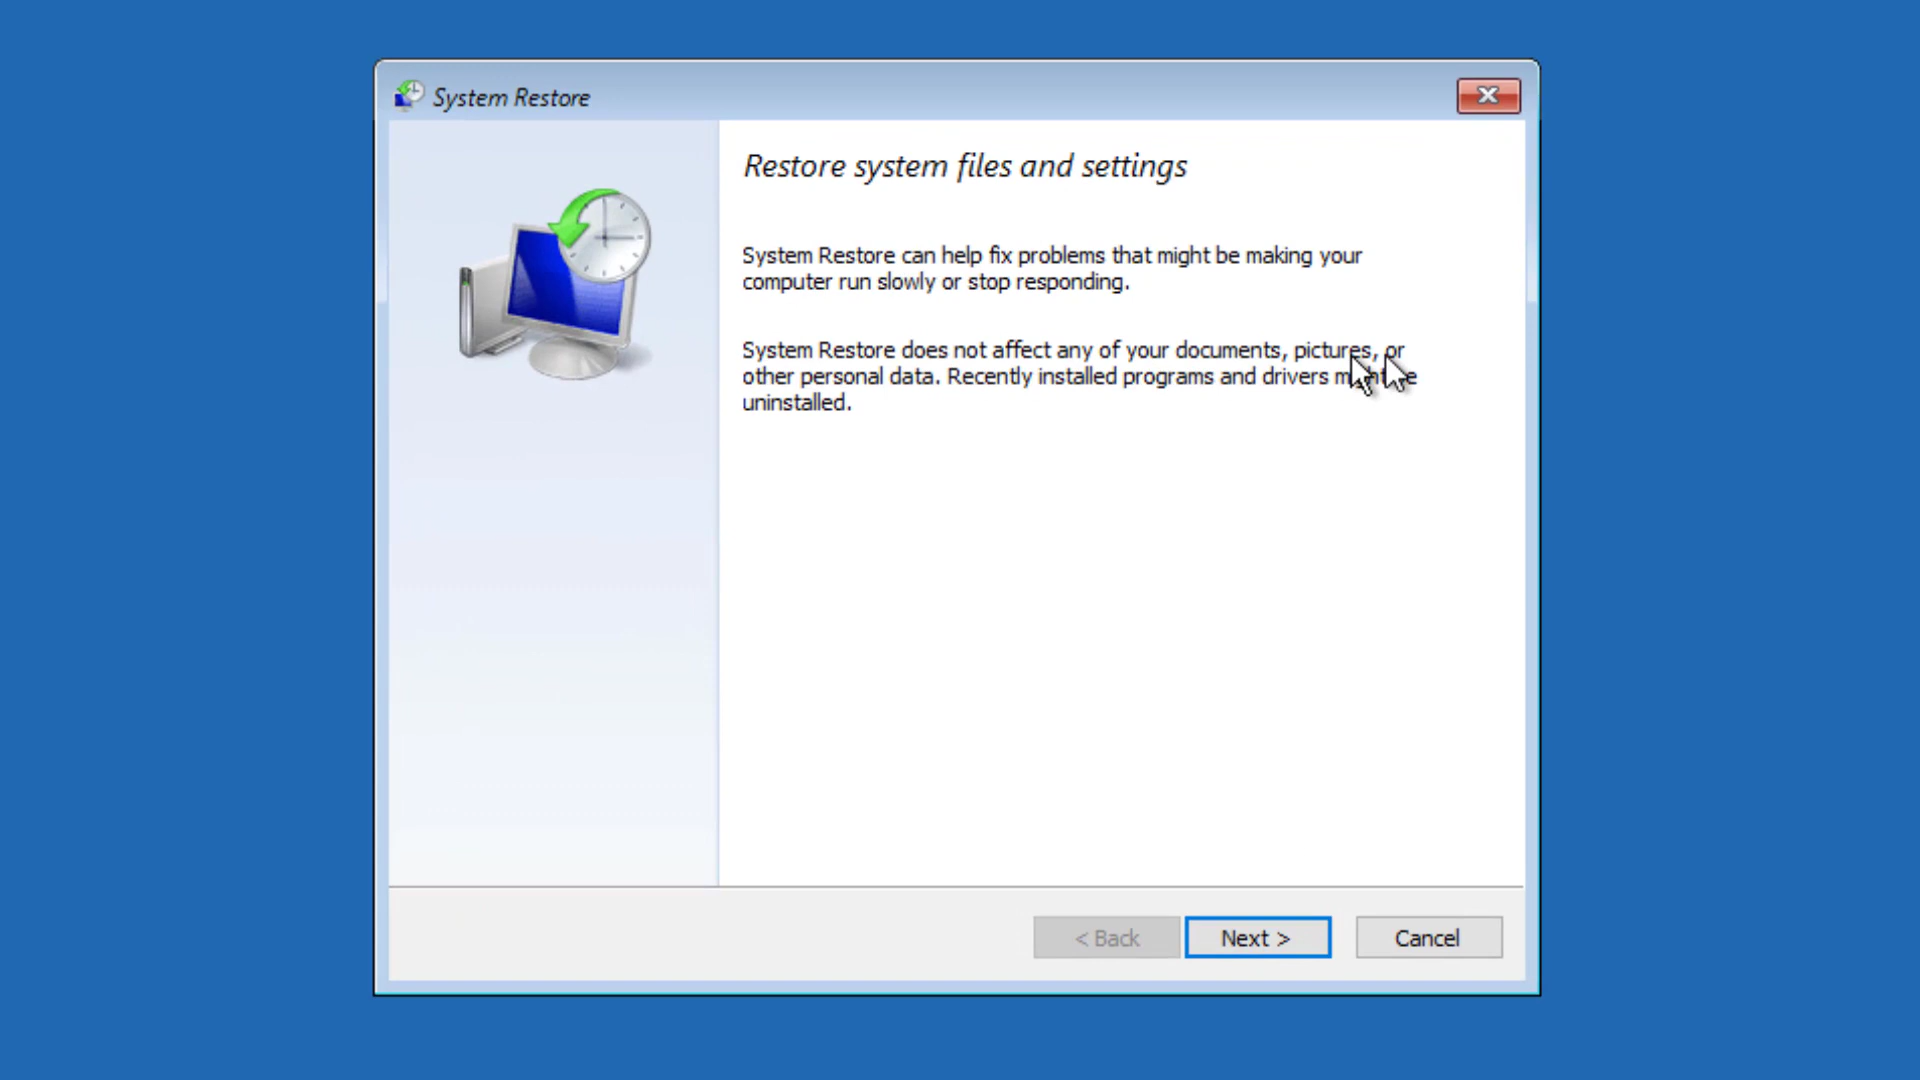 System Restore
Restore system files and settings
System Restore can help fix problems that might be making your
computer run slowly or stop responding.
System Restore does not affect any of your documents, pictures, or
other personal data. Recently installed programs and drivers might be
uninstalled.
< Back
Next >
Cancel